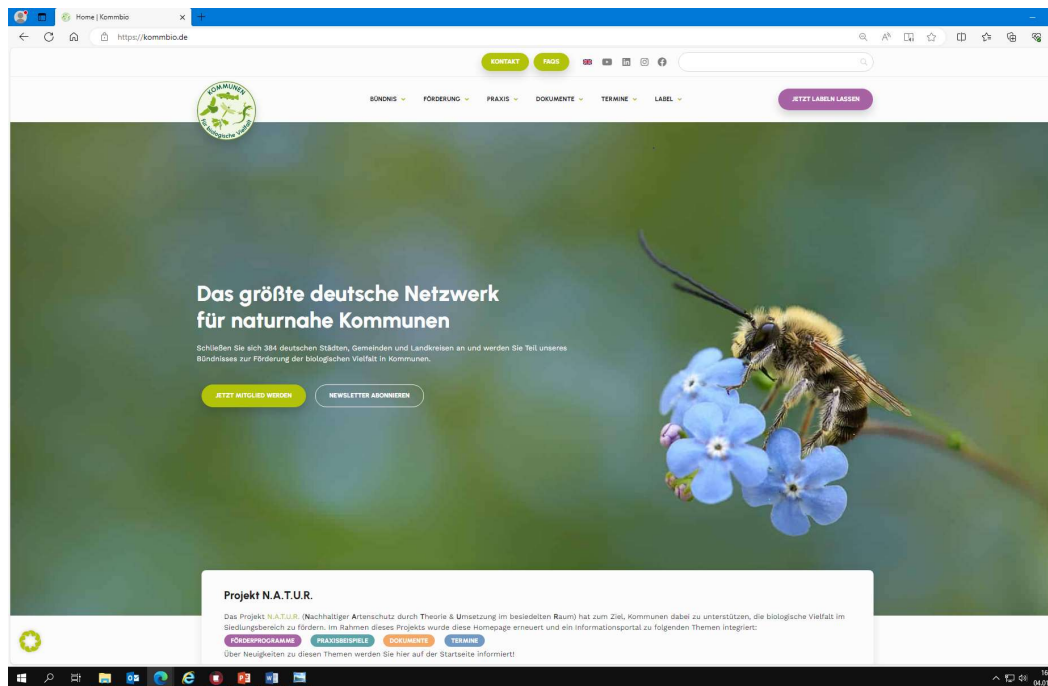 Home | Kommbio
https://kommbio.de
KONTAKT FAQS
KOMMUNEN
für biologische Vielfalt
BÜNDNIS FÖRDERUNG PRAXIS DOKUMENTE TERMINE LABEL
JETZT LABELN LASSEN
Das größte deutsche Netzwerk
für naturnahe Kommunen
Schließen Sie sich 384 deutschen Städten, Gemeinden und Landkreisen an und werden Sie Teil unseres
Bündnisses zur Förderung der biologischen Vielfalt in Kommunen.
JETZT MITGLIED WERDEN NEWSLETTER ABONNIEREN
Projekt N.A.T.U.R.
Das Projekt N.A.T.U.R. (Nachhaltiger Artenschutz durch Theorie & Umsetzung im besiedelten Raum) hat zum Ziel, Kommunen dabei zu unterstützen, die biologische Vielfalt im
Siedlungsbereich zu fördern. Im Rahmen dieses Projekts wurde diese Homepage erneuert und ein Informationsportal zu folgenden Themen integriert:
FÖRDERPROGRAMME PRAXISBEISPIELE DOKUMENTE TERMINE
Über Neuigkeiten zu diesen Themen werden Sie hier auf der Startseite informiert!
16
04.01